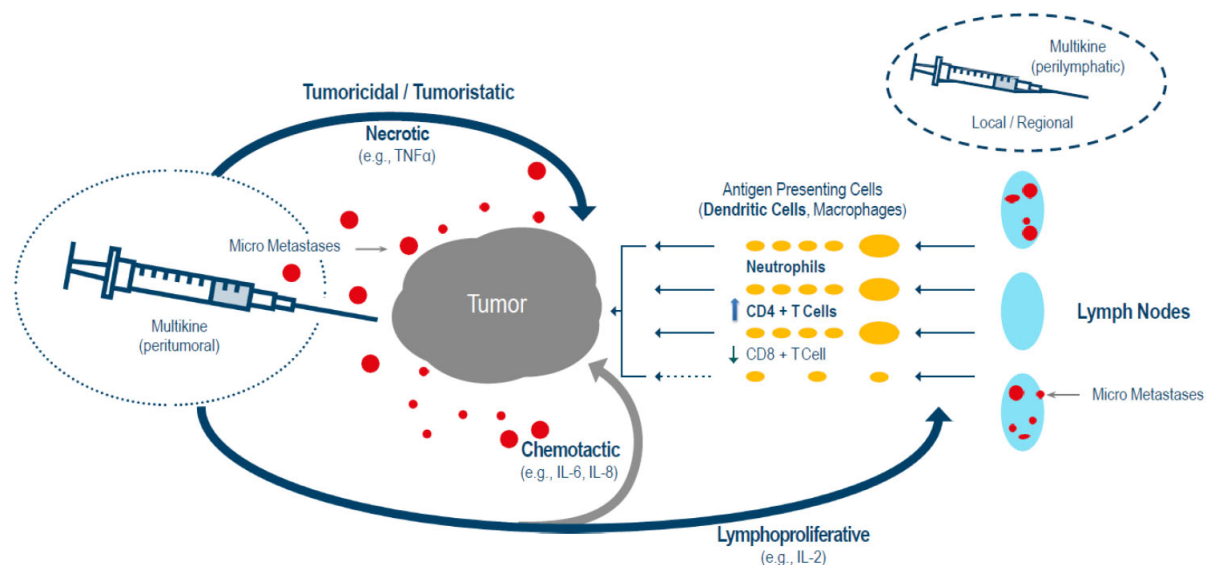 Multikine
(perilymphatic)
Local / Regional
Tumoricidal / Tumoristatic
Necrotic
(e.g., TNFα)
Antigen Presenting Cells
(Dendritic Cells, Macrophages)
Micro Metastases
Neutrophils
Tumor
CD4 + T Cells
Lymph Nodes
Multikine
(peritumoral)
CD8 + T Cell
Micro Metastases
Chemotactic
(e.g., IL-6, IL-8)
Lymphoproliferative
(e.g., IL-2)